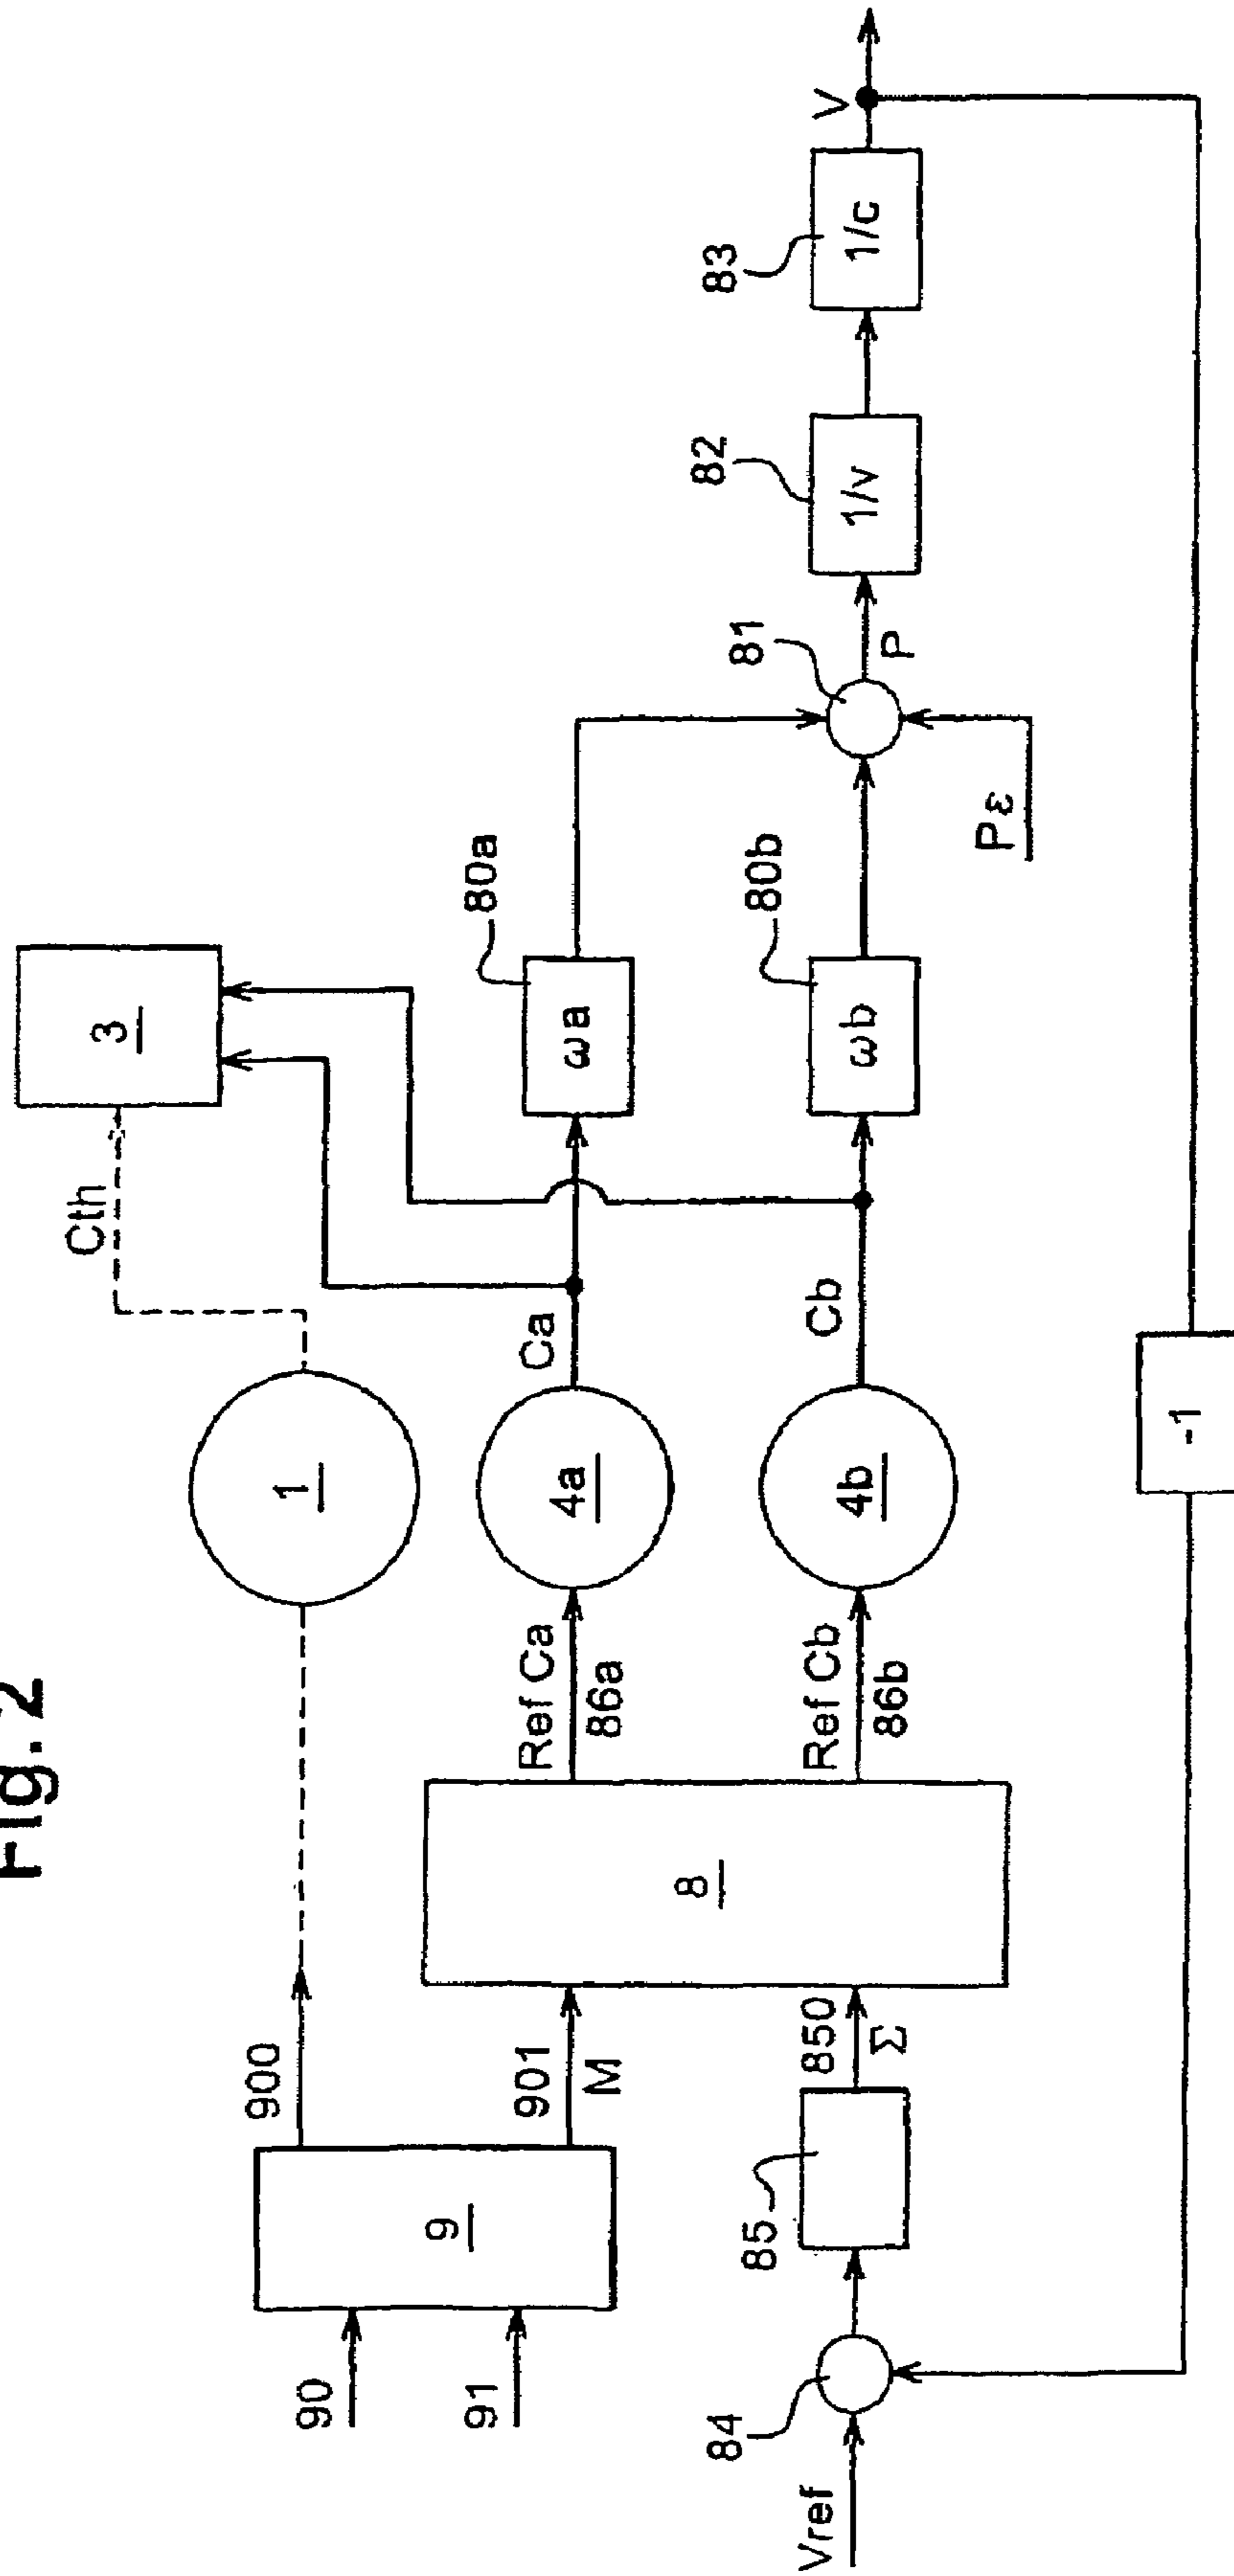 Fig. 2
90
91
9
900
901
M
1
Cth
3
Vref
84
85
850
Σ
8
Ref Ca
86a
Ref Cb
86b
4a
4b
Ca
Cb
ωa
80a
ωb
80b
Pε
81
P
1/v
82
1/c
83
V
-1